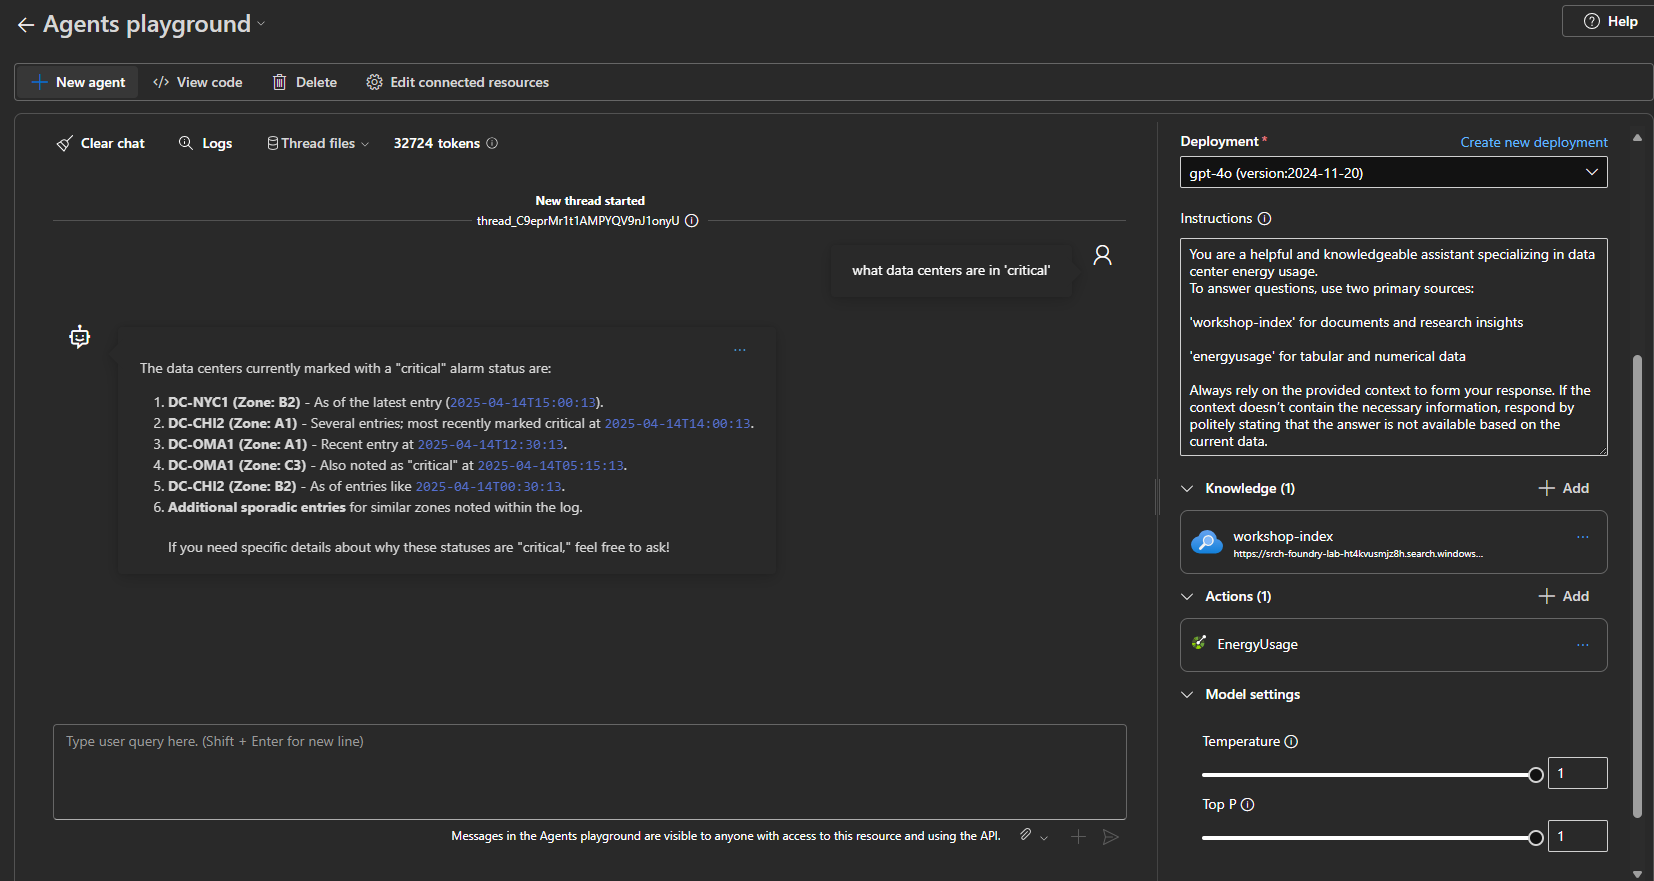 Agents playground
Help
New agent
View code
Delete
Edit connected resources
Clear chat
Logs
Thread files
32724 tokens
New thread started
thread_C9eprMr1t1AMPYQV9nJ1onyU
what data centers are in 'critical'
...
The data centers currently marked with a "critical" alarm status are:
1. DC-NYC1 (Zone: B2) - As of the latest entry (2025-04-14T15:00:13).
2. DC-CHI2 (Zone: A1) - Several entries; most recently marked critical at 2025-04-14T14:00:13.
3. DC-OMA1 (Zone: A1) - Recent entry at 2025-04-14T12:30:13.
4. DC-OMA1 (Zone: C3) - Also noted as "critical" at 2025-04-14T05:15:13.
5. DC-CHI2 (Zone: B2) - As of entries like 2025-04-14T00:30:13.
6. Additional sporadic entries for similar zones noted within the log.
If you need specific details about why these statuses are "critical," feel free to ask!
Type user query here. (Shift + Enter for new line)
Messages in the Agents playground are visible to anyone with access to this resource and using the API.
Deployment *
Create new deployment
gpt-4o (version:2024-11-20)
Instructions
You are a helpful and knowledgeable assistant specializing in data
center energy usage.
To answer questions, use two primary sources:
'workshop-index' for documents and research insights
'energyusage' for tabular and numerical data
Always rely on the provided context to form your response. If the
context doesn't contain the necessary information, respond by
politely stating that the answer is not available based on the
current data.
Knowledge (1)
Add
workshop-index
...
https://srch-foundry-lab-ht4kvusmjz8h.search.windows...
Actions (1)
Add
EnergyUsage
...
Model settings
Temperature
1
Top P
1